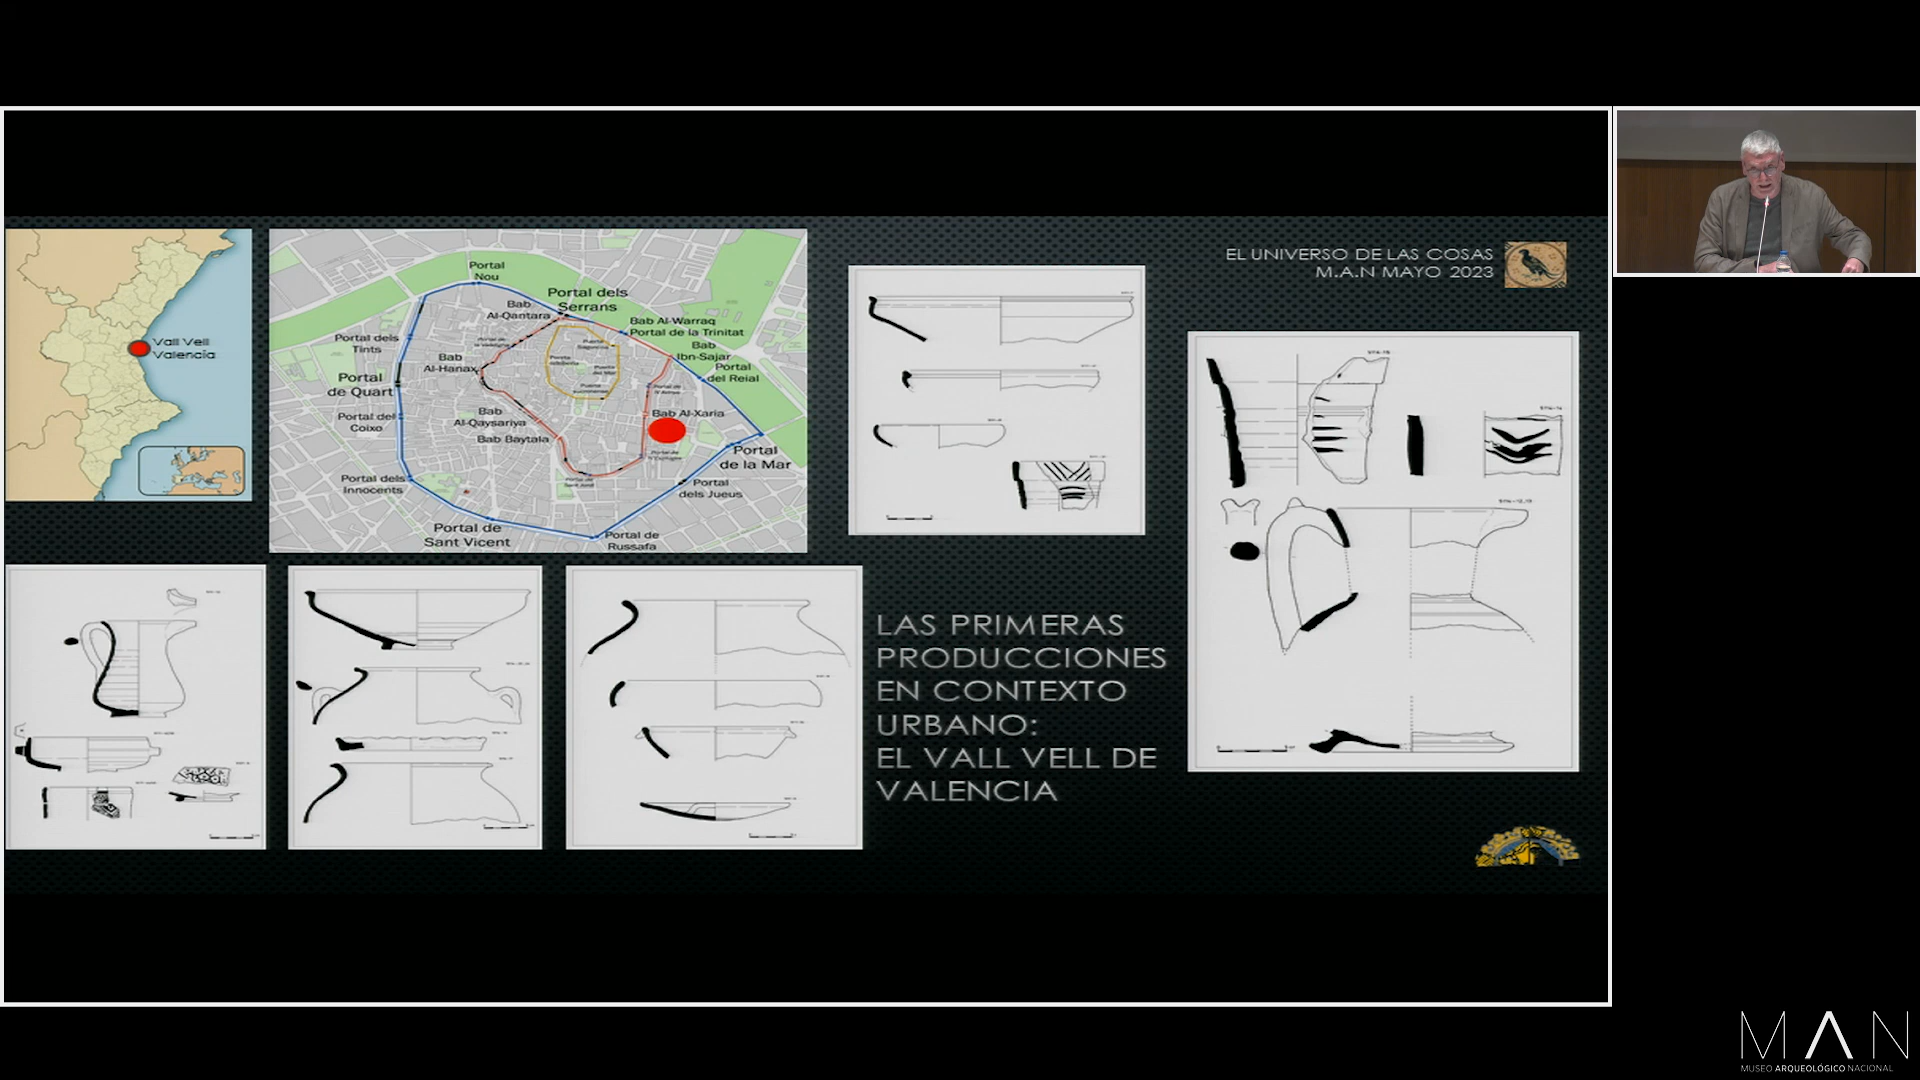 EL UNIVERSO DE LAS COSAS
M.A.N MAYO 2023
Vall Vell
Valencia
Portal
Nou
Bab
Al-Qantara
Portal dels
Serrans
Bab Al-Warraq
Portal de la Trinitat
Bab
Ibn-Sajar
Portal
del Reial
Portal dels
Tints
Bab
Al-Hanax
Portal
de Quart
Portal del
Coixo
Bab
Al-Qaysariya
Bab Baytala
Bab Al-Xaria
Portal
de la Mar
Portal dels
Innocents
Portal
dels Jueus
Portal de
Sant Vicent
Portal de
Russafa
LAS PRIMERAS
PRODUCCIONES
EN CONTEXTO
URBANO:
EL VALL VELL DE
VALENCIA
MAN
MUSEO ARQUEOLÓGICO NACIONAL